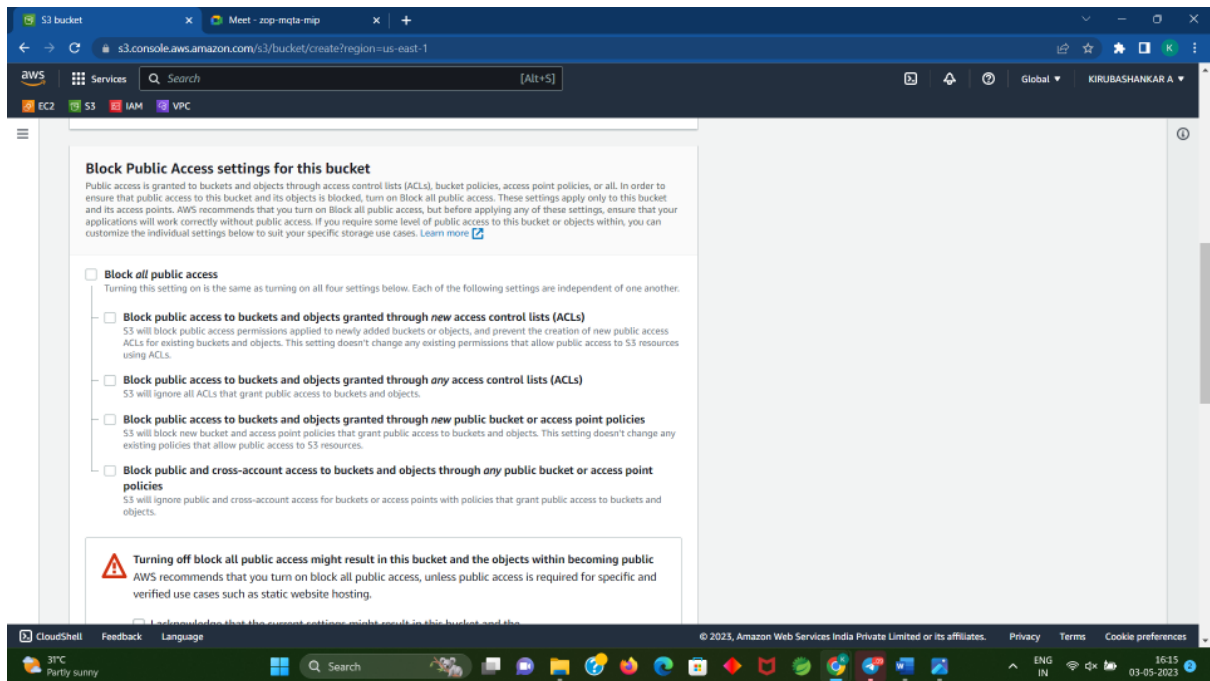 S3 bucket
Meet - zop-mqta-mip
s3.console.aws.amazon.com/s3/bucket/create?region=us-east-1
K
aws
Services
Search
[Alt+S]
Global
KIRUBASHANKAR A
EC2
S3
IAM
VPC
Block Public Access settings for this bucket
Public access is granted to buckets and objects through access control lists (ACLs), bucket policies, access point policies, or all. In order to
ensure that public access to this bucket and its objects is blocked, turn on Block all public access. These settings apply only to this bucket
and its access points. AWS recommends that you turn on Block all public access, but before applying any of these settings, ensure that your
applications will work correctly without public access. If you require some level of public access to this bucket or objects within, you can
customize the individual settings below to suit your specific storage use cases. Learn more
Block all public access
Turning this setting on is the same as turning on all four settings below. Each of the following settings are independent of one another.
Block public access to buckets and objects granted through new access control lists (ACLs)
S3 will block public access permissions applied to newly added buckets or objects, and prevent the creation of new public access
ACLs for existing buckets and objects. This setting doesn't change any existing permissions that allow public access to S3 resources
using ACLs.
Block public access to buckets and objects granted through any access control lists (ACLs)
S3 will ignore all ACLs that grant public access to buckets and objects.
Block public access to buckets and objects granted through new public bucket or access point policies
S3 will block new bucket and access point policies that grant public access to buckets and objects. This setting doesn't change any
existing policies that allow public access to S3 resources.
Block public and cross-account access to buckets and objects through any public bucket or access point
policies
S3 will ignore public and cross-account access for buckets or access points with policies that grant public access to buckets and
objects.
Turning off block all public access might result in this bucket and the objects within becoming public
AWS recommends that you turn on block all public access, unless public access is required for specific and
verified use cases such as static website hosting.
I acknowledge that the current settings might result in this bucket and the
CloudShell
Feedback
Language
© 2023, Amazon Web Services India Private Limited or its affiliates.
Privacy
Terms
Cookie preferences
31°C
Partly sunny
Search
ENG
IN
16:15
03-05-2023
2